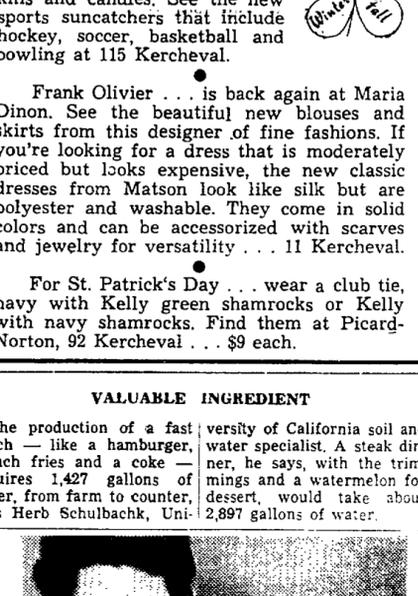 sports suncatchers that include
hockey, soccer, basketball and
bowling at 115 Kercheval.
Winter
fall
Frank Olivier . . . is back again at Maria
Dinon. See the beautiful new blouses and
skirts from this designer of fine fashions. If
you're looking for a dress that is moderately
priced but looks expensive, the new classic
dresses from Matson look like silk but are
polyester and washable. They come in solid
colors and can be accessorized with scarves
and jewelry for versatility . . . 11 Kercheval.
For St. Patrick's Day . . . wear a club tie,
navy with Kelly green shamrocks or Kelly
with navy shamrocks. Find them at Picard-
Norton, 92 Kercheval . . . $9 each.
VALUABLE INGREDIENT
he production of a fast
ch — like a hamburger,
ch fries and a coke —
uires 1,427 gallons of
er, from farm to counter,
s Herb Schulbachk, Uni-
versity of California soil an
water specialist. A steak din
ner, he says, with the trim
mings and a watermelon fo
dessert, would take abou
2,897 gallons of water.